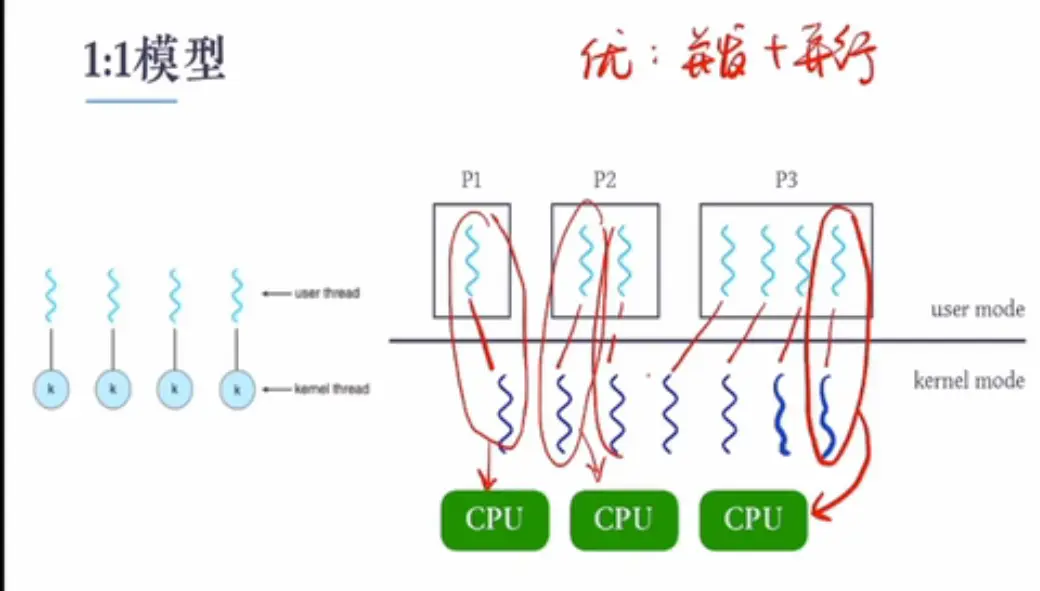 1:1模型
优：并发+并行
P1
P2
P3
user thread
user mode
k
k
k
k
kernel thread
kernel mode
CPU
CPU
CPU